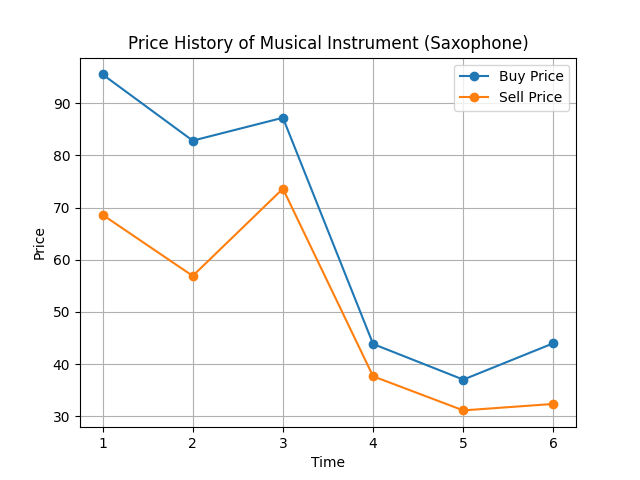 Price History of Musical Instrument (Saxophone)
Buy Price
Sell Price
90
80
70
60
50
40
30
Price
1 2 3 4 5 6
Time